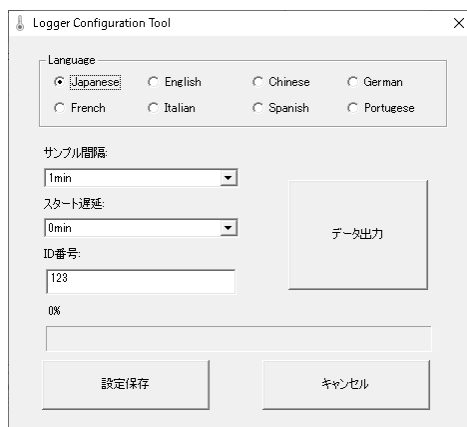 Logger Configuration Tool
Language
Japanese English Chinese German
French Italian Spanish Portugese
サンプル間隔:
1min
スタート遅延:
0min
データ出力
ID番号:
123
0%
設定保存 キャンセル